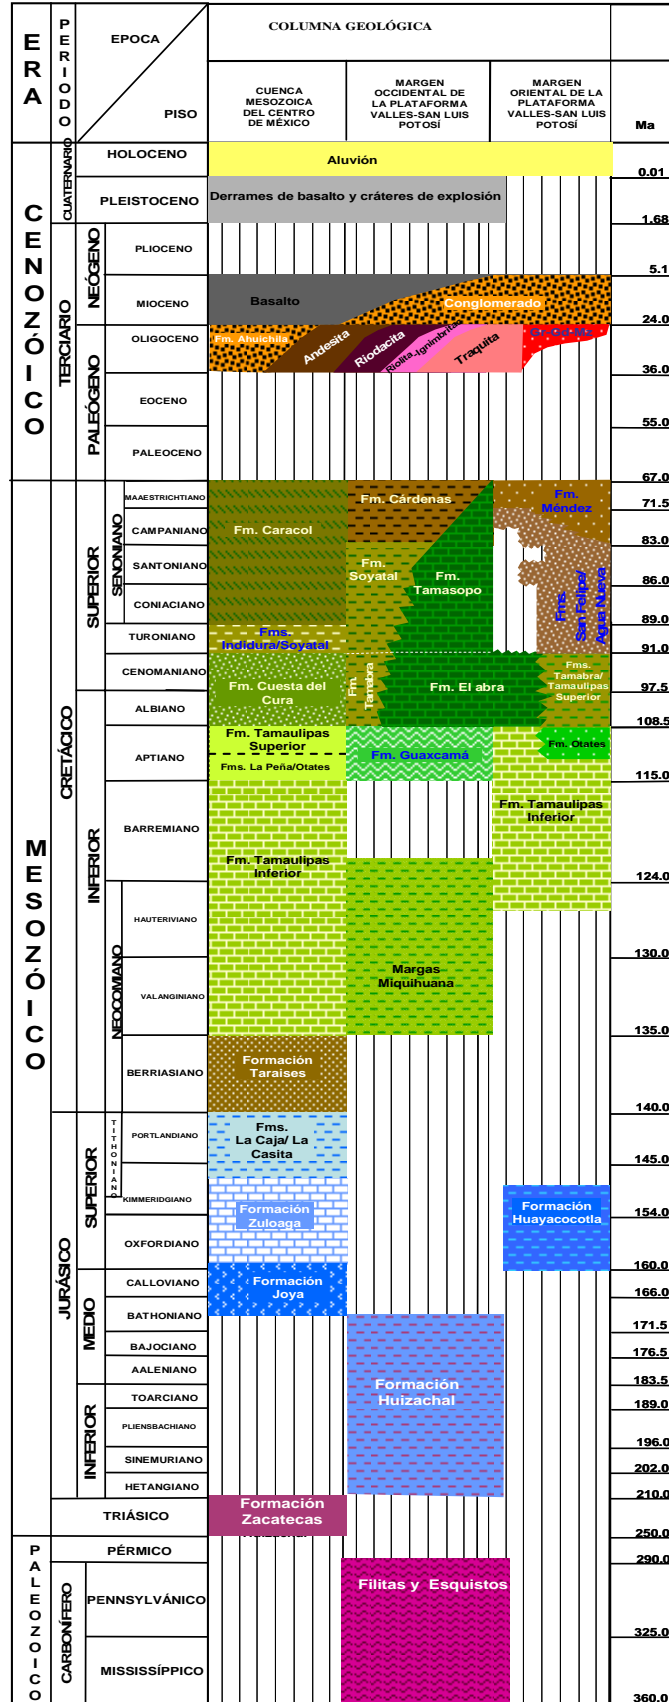 COLUMNA GEOLÓGICA
ERA
PERIODO
EPOCA
PISO
CUENCA
MESOZOICA
DEL CENTRO
DE MÉXICO
MARGEN
OCCIDENTAL DE
LA PLATAFORMA
VALLES-SAN LUIS
POTOSÍ
MARGEN
ORIENTAL DE LA
PLATAFORMA
VALLES-SAN LUIS
POTOSÍ
Ma
CENOZÓICO
CUATERNARIO
HOLOCENO
Aluvión
0.01
PLEISTOCENO
Derrames de basalto y cráteres de explosión
1.68
TERCIARIO
NEÓGENO
PLIOCENO
5.1
MIOCENO
Basalto
Conglomerado
24.0
PALEÓGENO
OLIGOCENO
Fm. Ahuichila
Andesita
Riodacita
Riolita-Ignimbritas
Traquita
Gr-Gd-Mz
36.0
EOCENO
55.0
PALEOCENO
67.0
MESOZÓICO
CRETÁCICO
SUPERIOR
SENONIANO
MAAESTRICHTIANO
Fm. Cárdenas
Fm.
Méndez
71.5
CAMPANIANO
Fm. Caracol
83.0
SANTONIANO
Fm.
Soyatal
Fm.
Tamasopo
Fms.
San Felipe/
Agua Nueva
86.0
CONIACIANO
89.0
TURONIANO
Fms.
Indidura/Soyatal
91.0
CENOMANIANO
Fm. Cuesta del
Cura
Fm.
Tamabra
Fm. El abra
Fms.
Tamabra/
Tamaulipas
Superior
97.5
INFERIOR
ALBIANO
108.5
APTIANO
Fm. Tamaulipas
Superior
Fms. La Peña/Otates
Fm. Guaxcamá
Fm. Otates
115.0
BARREMIANO
Fm. Tamaulipas
Inferior
Fm. Tamaulipas
Inferior
124.0
NEOCOMIANO
HAUTERIVIANO
130.0
VALANGINIANO
Margas
Miquihuana
135.0
BERRIASIANO
Formación
Taraises
140.0
JURÁSICO
SUPERIOR
TITHONIANO
PORTLANDIANO
Fms.
La Caja/ La
Casita
145.0
KIMMERIDGIANO
Formación
Zuloaga
Formación
Huayacocotla
154.0
OXFORDIANO
160.0
MEDIO
CALLOVIANO
Formación
Joya
166.0
BATHONIANO
171.5
BAJOCIANO
176.5
AALENIANO
183.5
INFERIOR
TOARCIANO
Formación
Huizachal
189.0
PLIENSBACHIANO
196.0
SINEMURIANO
202.0
HETANGIANO
210.0
TRIÁSICO
Formación
Zacatecas
250.0
PALEOZOICO
PÉRMICO
290.0
CARBONÍFERO
PENNSYLVÁNICO
Filitas y Esquistos
325.0
MISSISSÍPPICO
360.0